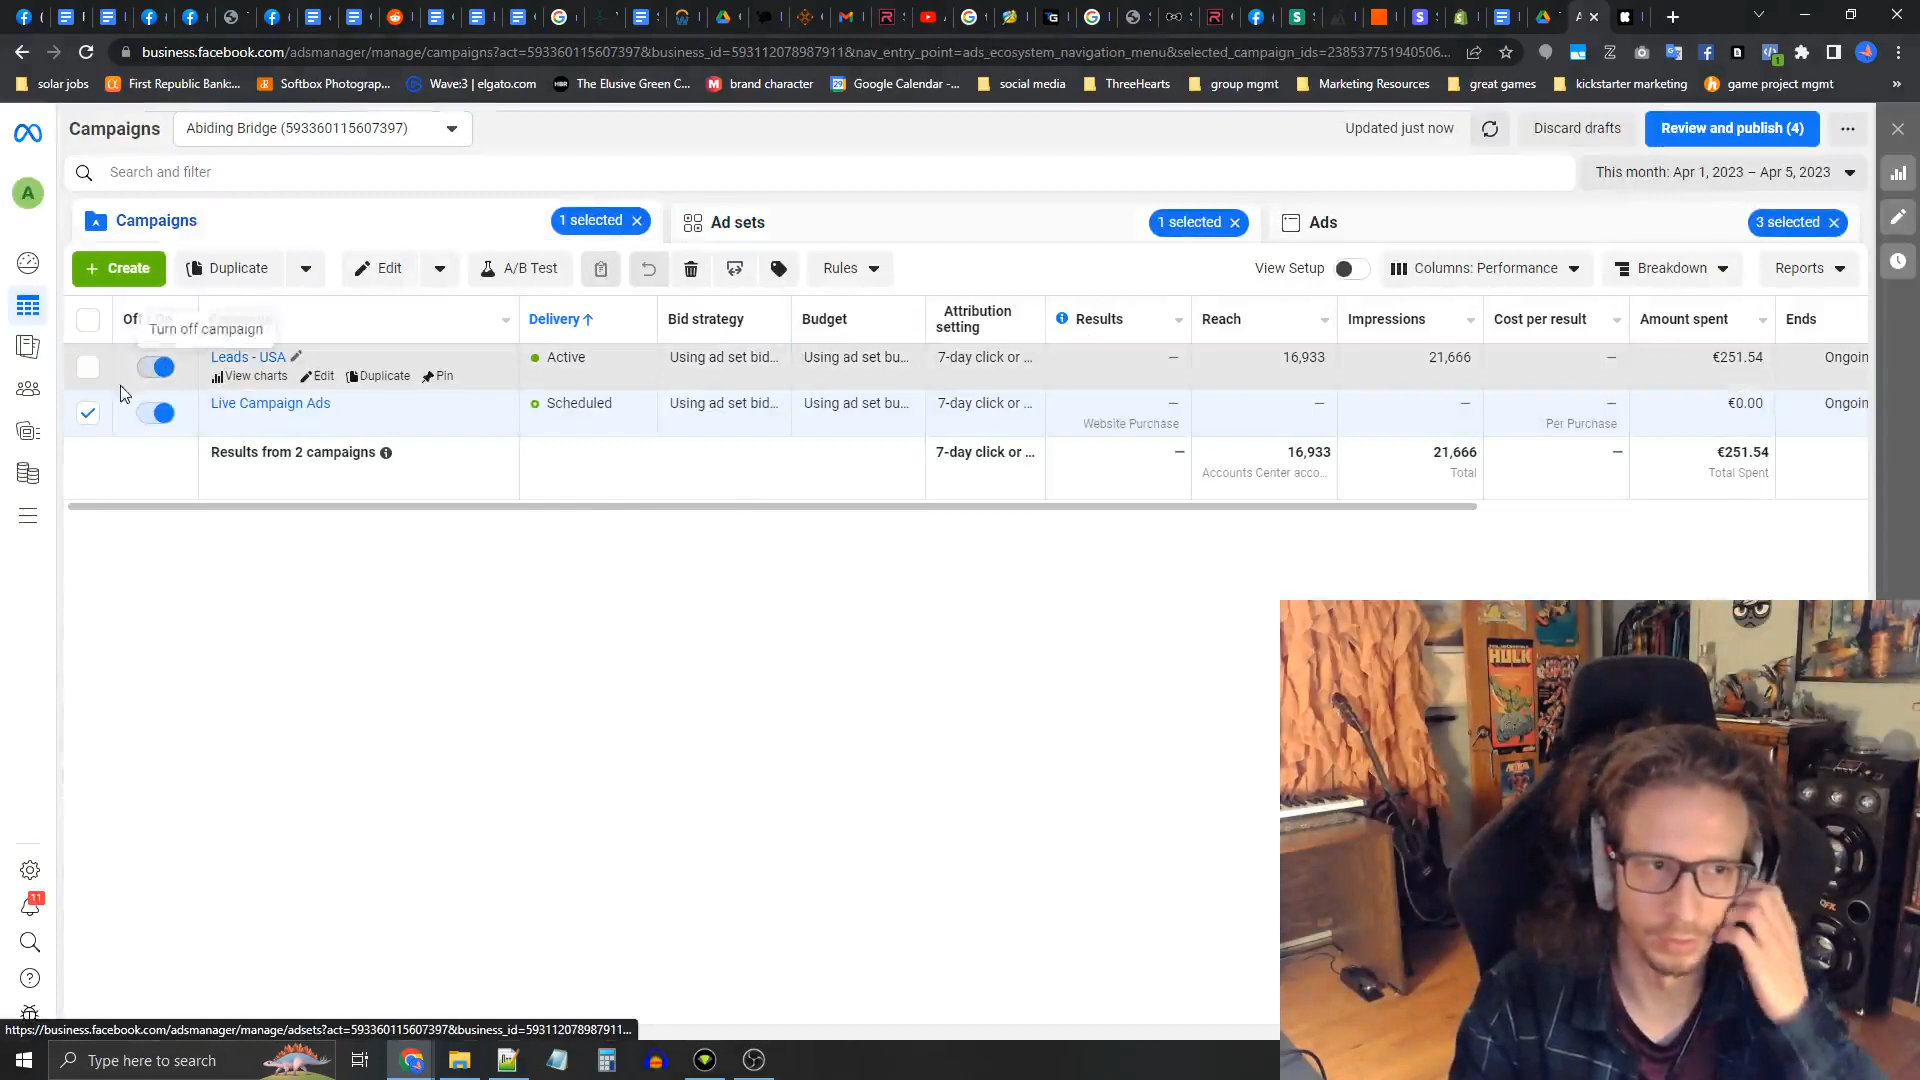 business.facebook.com/adsmanager/manage/campaigns?act=593360115607397&business_id=593112078987911&nav_entry_point=ads_ecosystem_navigation_menu&selected_campaign_ids=238537751940506...
solar jobs
First Republic Bank:...
Softbox Photograp...
Wave:3 | elgato.com
The Elusive Green C...
brand character
Google Calendar -...
social media
ThreeHearts
group mgmt
Marketing Resources
great games
kickstarter marketing
game project mgmt
»
Campaigns
Abiding Bridge (593360115607397)
Updated just now
Discard drafts
Review and publish (4)
A
Search and filter
This month: Apr 1, 2023 – Apr 5, 2023
Campaigns
1 selected
Ad sets
1 selected
Ads
3 selected
+ Create
Duplicate
Edit
A/B Test
Rules
View Setup
Columns: Performance
Breakdown
Reports
Turn off campaign
Delivery ↑
Bid strategy
Budget
Attribution setting
Results
Reach
Impressions
Cost per result
Amount spent
Ends
Leads - USA
Active
Using ad set bid...
Using ad set bu...
7-day click or ...
—
16,933
21,666
—
€251.54
Ongoin
View charts
Edit
Duplicate
Pin
Live Campaign Ads
Scheduled
Using ad set bid...
Using ad set bu...
7-day click or ...
—
—
—
—
€0.00
Ongoin
Website Purchase
Per Purchase
Results from 2 campaigns
7-day click or ...
—
16,933
21,666
—
€251.54
Accounts Center acco...
Total
Total Spent
11
HULK
QFX
https://business.facebook.com/adsmanager/manage/adsets?act=593360115607397&business_id=593112078987911...
Type here to search